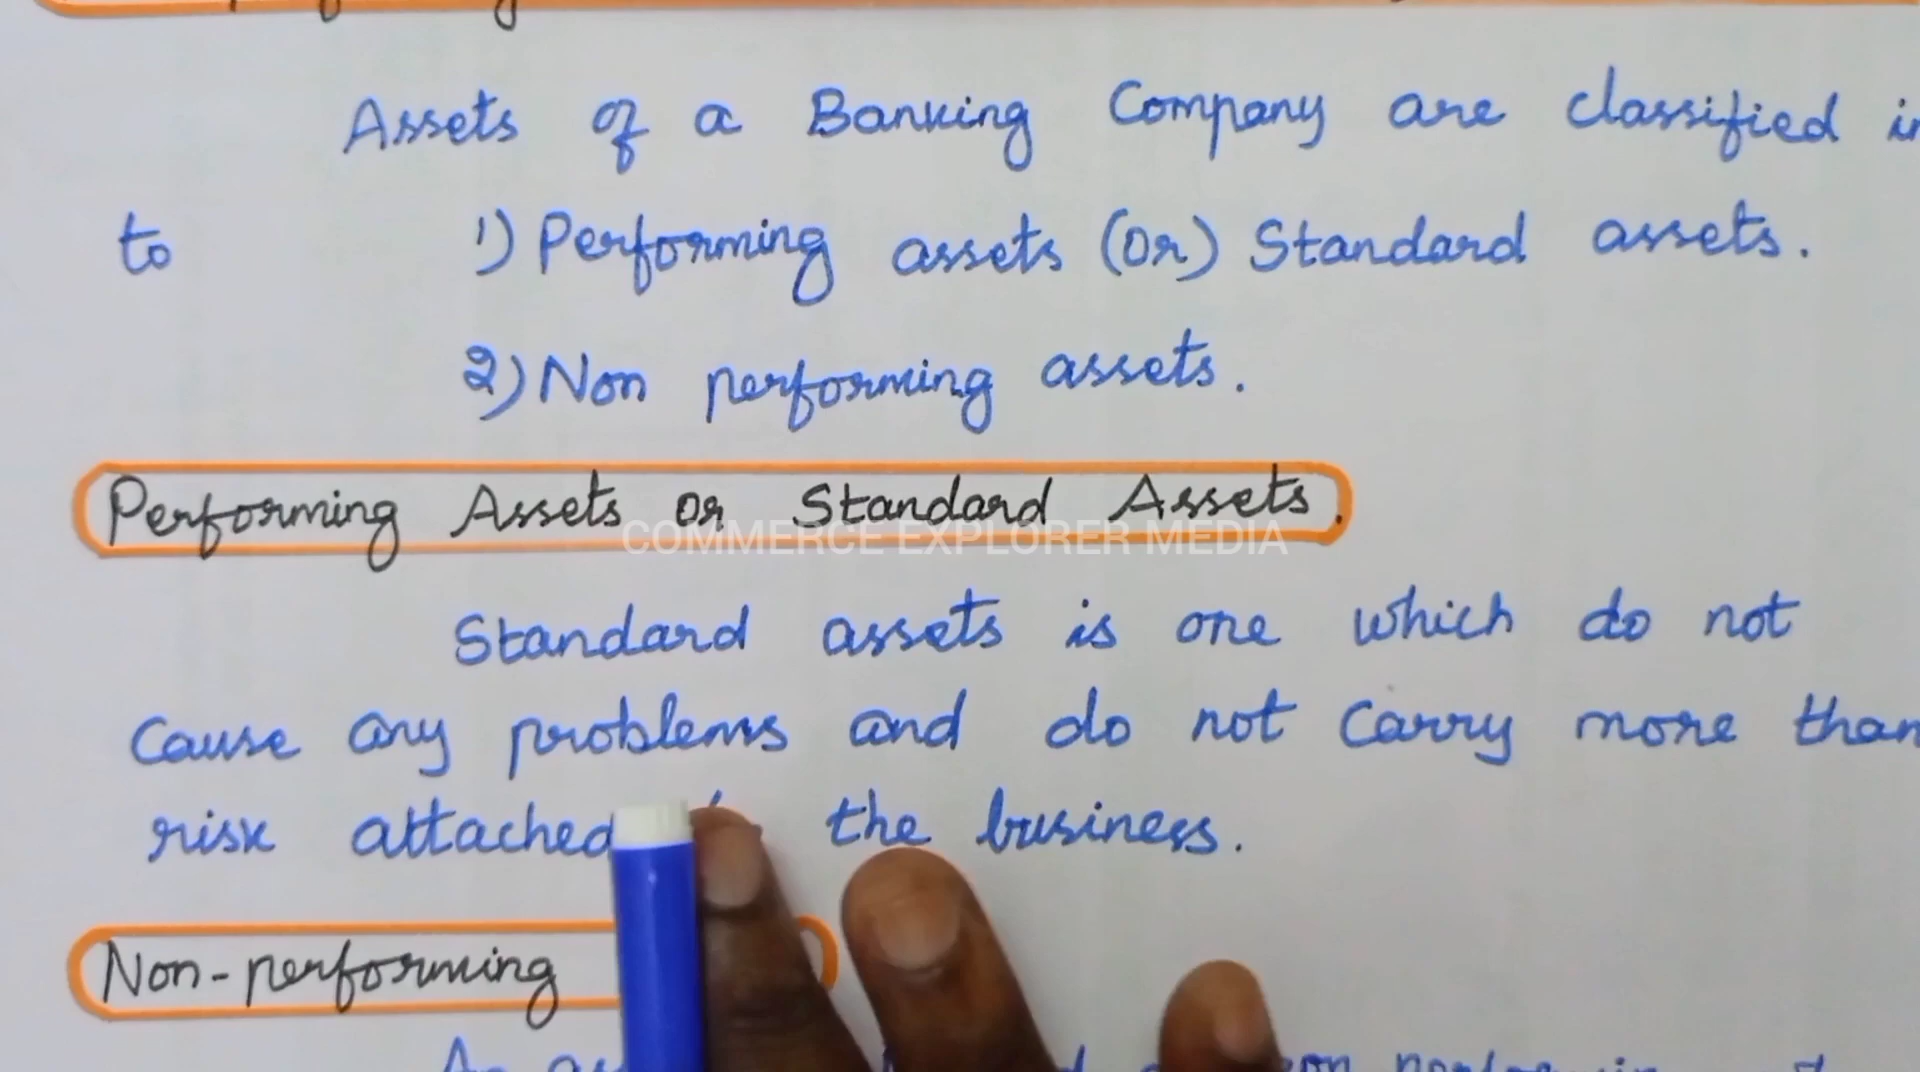 Assets of a Banking Company are classified in
to 1) Performing assets (Or) Standard assets.
2) Non performing assets.
Performing Assets or Standard Assets.
COMMERCE EXPLORER MEDIA
Standard assets is one which do not
Cause any problems and do not Carry more than
risk attached the business.
Non-performing